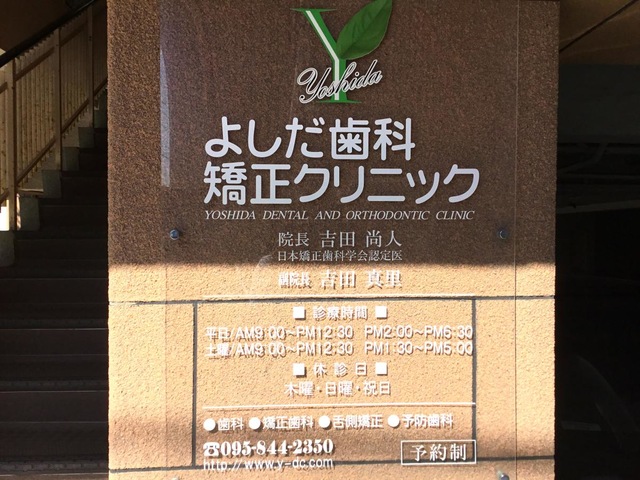 Y
Yoshida
よしだ歯科
矯正クリニック
YOSHIDA DENTAL AND ORTHODONTIC CLINIC
院長 吉田 尚人
日本矯正歯科学会認定医
副院長 吉田 真里
■ 診療時間 ■
平日/AM9:00～PM12:30 PM2:00～PM6:30
土曜/AM9:00～PM12:30 PM1:30～PM5:00
■ 休診日 ■
木曜・日曜・祝日
●歯科 ●矯正歯科 ●舌側矯正 ●予防歯科
☎095-844-2350
予約制
http://www.y-dc.com